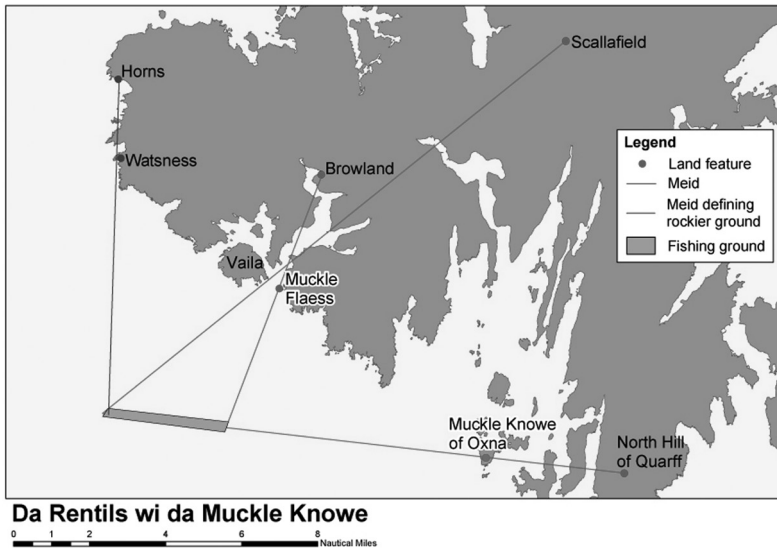 Horns
Scallafield
Watsness
Browland
Legend
Land feature
Meid
Meid defining
rockier ground
Fishing ground
Vaila
Muckle
Flaess
Muckle Knowe
of Oxna
North Hill
of Quarff
Da Rentils wi da Muckle Knowe
0 1 2 4 6 8
Nautical Miles